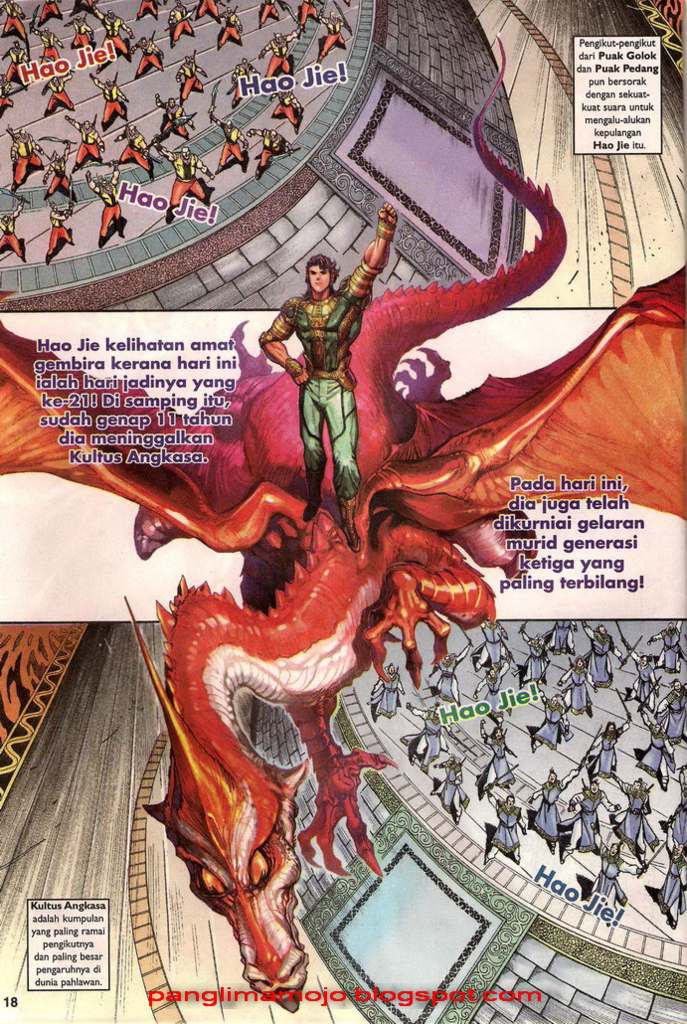 Hao Jie!
Hao Jie!
Hao Jie!
Pengikut-pengikut
dari Puak Golok
dan Puak Pedang
pun bersorak
dengan sekuat-
kuat suara untuk
mengalu-alukan
kepulangan
Hao Jie itu.
Hao Jie kelihatan amat
gembira kerana hari ini
ialah hari jadinya yang
ke-21! Di samping itu,
sudah genap 11 tahun
dia meninggalkan
Kultus Angkasa.
Pada hari ini,
dia juga telah
dikurniai gelaran
murid generasi
ketiga yang
paling terbilang!
Hao Jie!
Hao Jie!
Kultus Angkasa
adalah kumpulan
yang paling ramai
pengikutnya
dan paling besar
pengaruhnya di
dunia pahlawan.
18
panglimamojo.blogspot.com